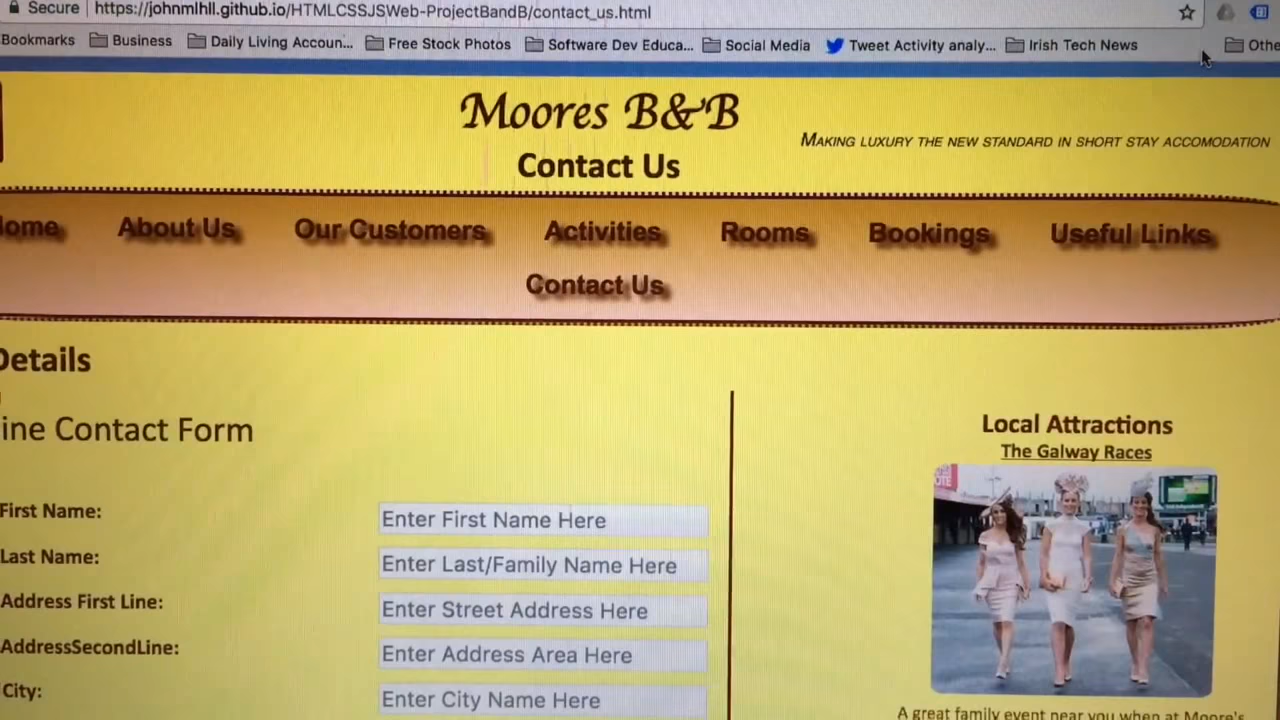 Secure https://johnmlhll.github.io/HTMLCSSJSWeb-ProjectBandB/contact_us.html
Bookmarks Business Daily Living Accoun... Free Stock Photos Software Dev Educa... Social Media Tweet Activity analy... Irish Tech News Othe
Moores B&B
MAKING LUXURY THE NEW STANDARD IN SHORT STAY ACCOMODATION
Contact Us
ome About Us Our Customers Activities Rooms Bookings Useful Links
Contact Us
Details
ine Contact Form
Local Attractions
The Galway Races
First Name: Enter First Name Here
Last Name: Enter Last/Family Name Here
Address First Line: Enter Street Address Here
AddressSecondLine: Enter Address Area Here
City: Enter City Name Here
A great family event near you when at Moore's